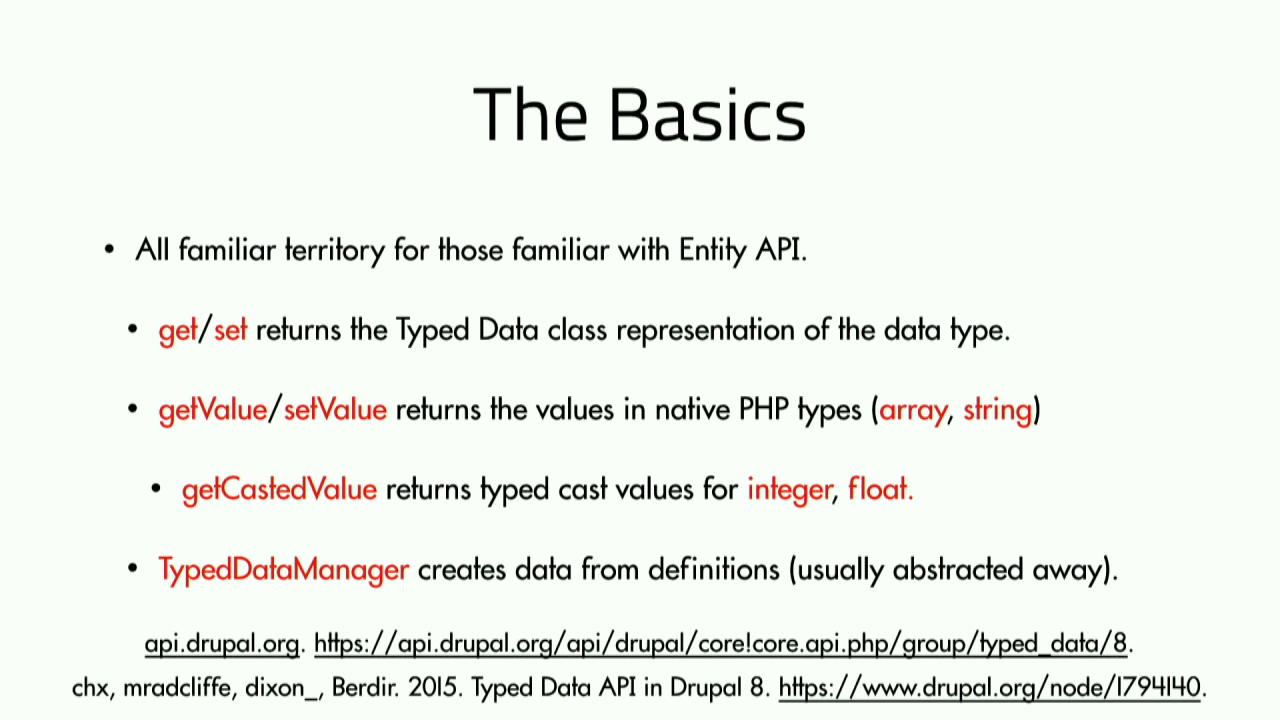 The Basics
• All familiar territory for those familiar with Entity API.
• get/set returns the Typed Data class representation of the data type.
• getValue/setValue returns the values in native PHP types (array, string)
• getCastedValue returns typed cast values for integer, float.
• TypedDataManager creates data from definitions (usually abstracted away).
api.drupal.org. https://api.drupal.org/api/drupal/core!core.api.php/group/typed_data/8.
chx, mradcliffe, dixon_, Berdir. 2015. Typed Data API in Drupal 8. https://www.drupal.org/node/1794140.